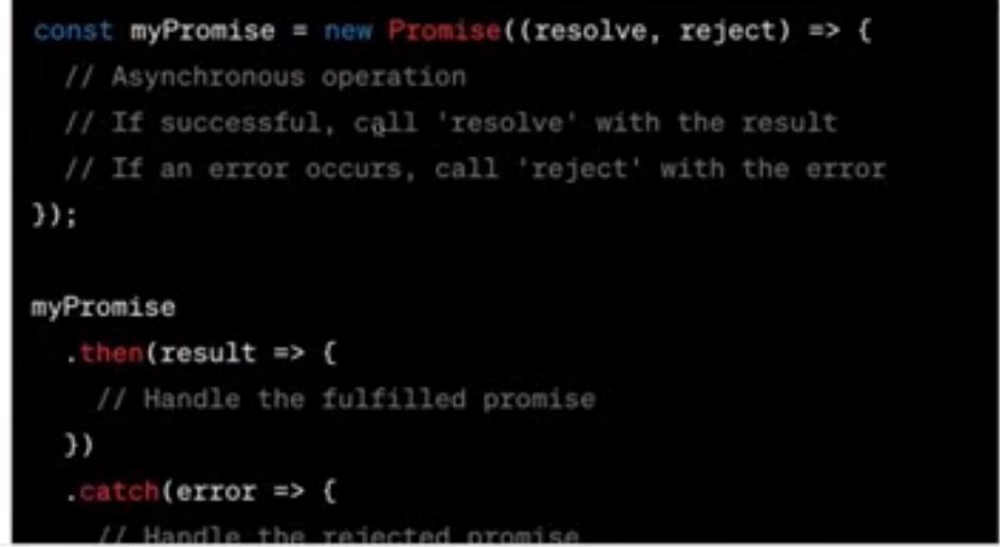 const myPromise = new Promise((resolve, reject) => {
  // Asynchronous operation
  // If successful, call 'resolve' with the result
  // If an error occurs, call 'reject' with the error
});

myPromise
  .then(result => {
    // Handle the fulfilled promise
  })
  .catch(error => {
    // Handle the rejected promise